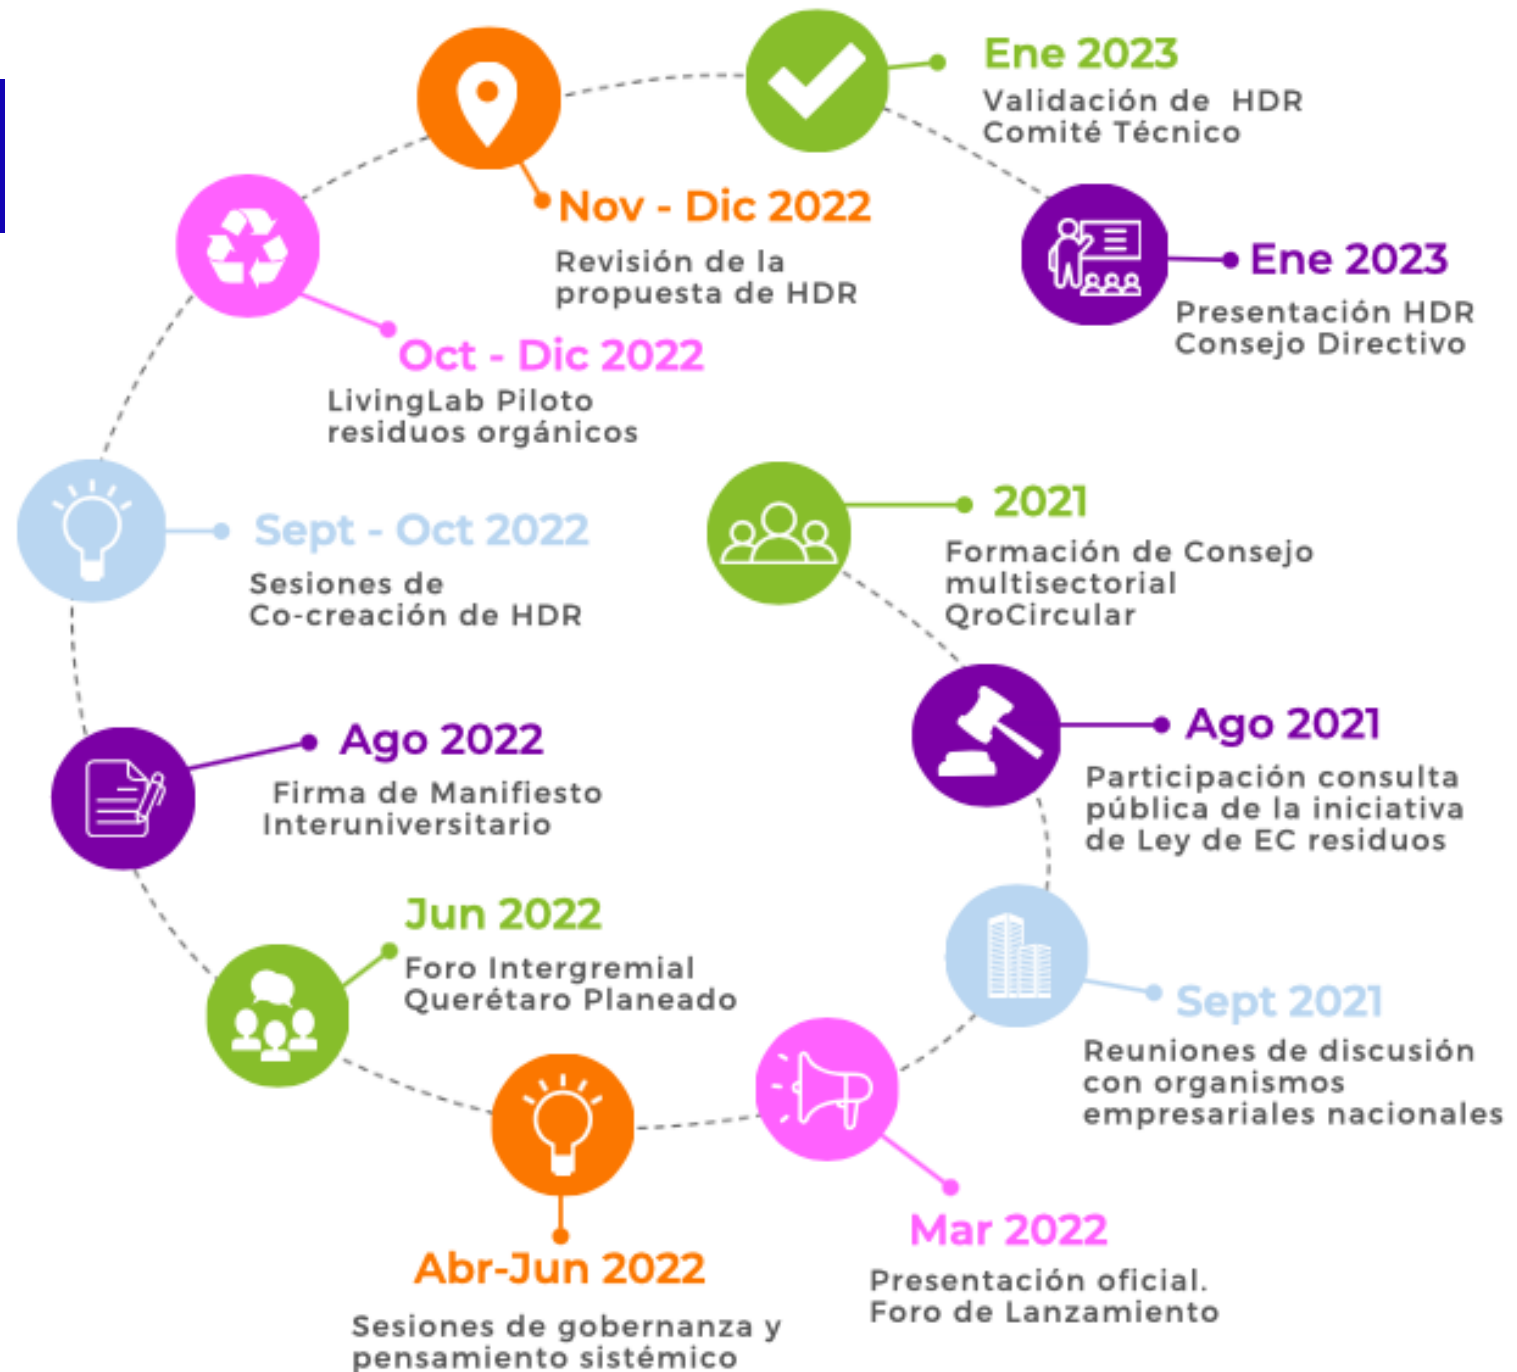 Ene 2023
Validación de HDR
Comité Técnico
Ene 2023
Presentación HDR
Consejo Directivo
Nov - Dic 2022
Revisión de la
propuesta de HDR
Oct - Dic 2022
LivingLab Piloto
residuos orgánicos
Sept - Oct 2022
Sesiones de
Co-creación de HDR
Ago 2022
Firma de Manifiesto
Interuniversitario
Jun 2022
Foro Intergremial
Querétaro Planeado
Abr-Jun 2022
Sesiones de gobernanza y
pensamiento sistémico
Mar 2022
Presentación oficial.
Foro de Lanzamiento
Sept 2021
Reuniones de discusión
con organismos
empresariales nacionales
Ago 2021
Participación consulta
pública de la iniciativa
de Ley de EC residuos
2021
Formación de Consejo
multisectorial
QroCircular